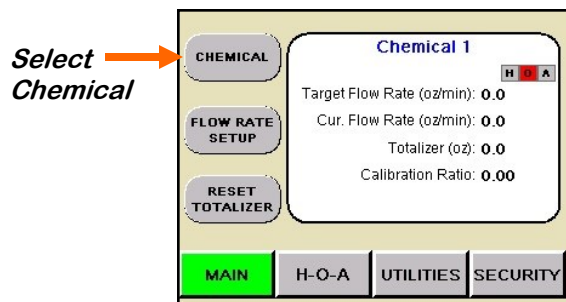 Select
Chemical
CHEMICAL
FLOW RATE
SETUP
RESET
TOTALIZER
Chemical 1
H O A
Target Flow Rate (oz/min): 0.0
Cur. Flow Rate (oz/min): 0.0
Totalizer (oz): 0.0
Calibration Ratio: 0.00
MAIN H-O-A UTILITIES SECURITY